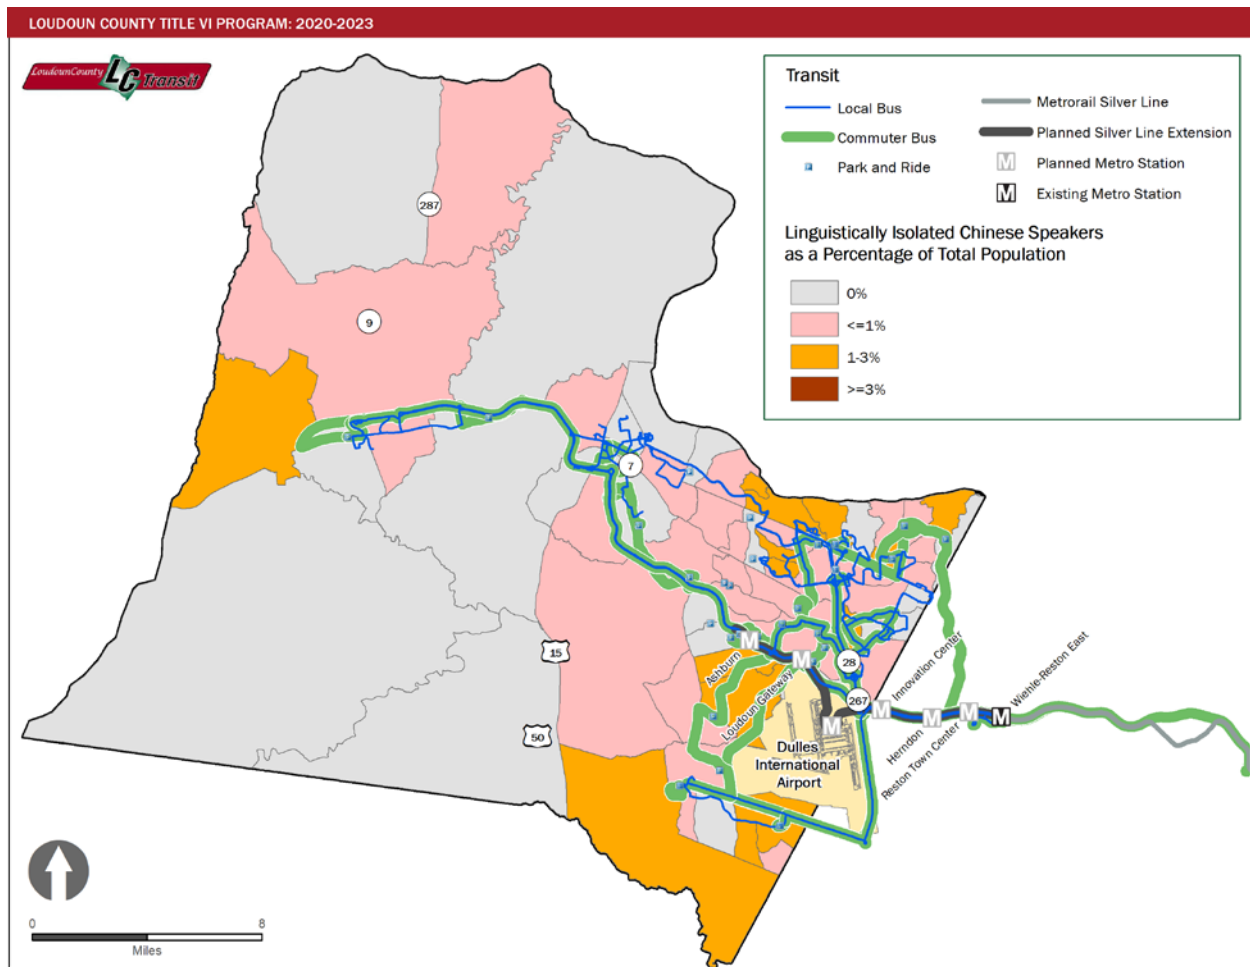 LOUDOUN COUNTY TITLE VI PROGRAM: 2020-2023
LoudounCounty LC Transit
Transit
Local Bus
Commuter Bus
Park and Ride
Metrorail Silver Line
Planned Silver Line Extension
M Planned Metro Station
M Existing Metro Station
Linguistically Isolated Chinese Speakers
as a Percentage of Total Population
0%
<=1%
1-3%
>=3%
287
9
7
15
50
28
267
Ashburn
M
Loudoun Gateway
M
M
Dulles
International
Airport
Innovation Center
M
Herndon
M
Reston Town Center
M
Wiehle-Reston East
M
0
8
Miles